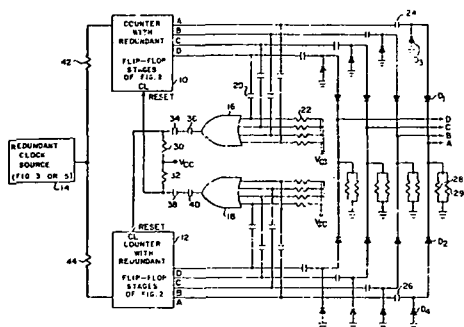 COUNTER
WITH
REDUNDANT
FLIP-FLOP
STAGES
OF FIG. 2
CL
RESET
10
A
B
C
D
24
D3
42
34
36
16
20
22
30
VCC
VCC
D1
D
C
B
A
REDUNDANT
CLOCK
SOURCE
(FIG 3 OR 5)
14
32
38
40
18
VCC
28
29
RESET
CL
COUNTER
WITH
REDUNDANT
FLIP-FLOP
STAGES
OF FIG. 2
12
D
C
B
A
44
26
D2
D4